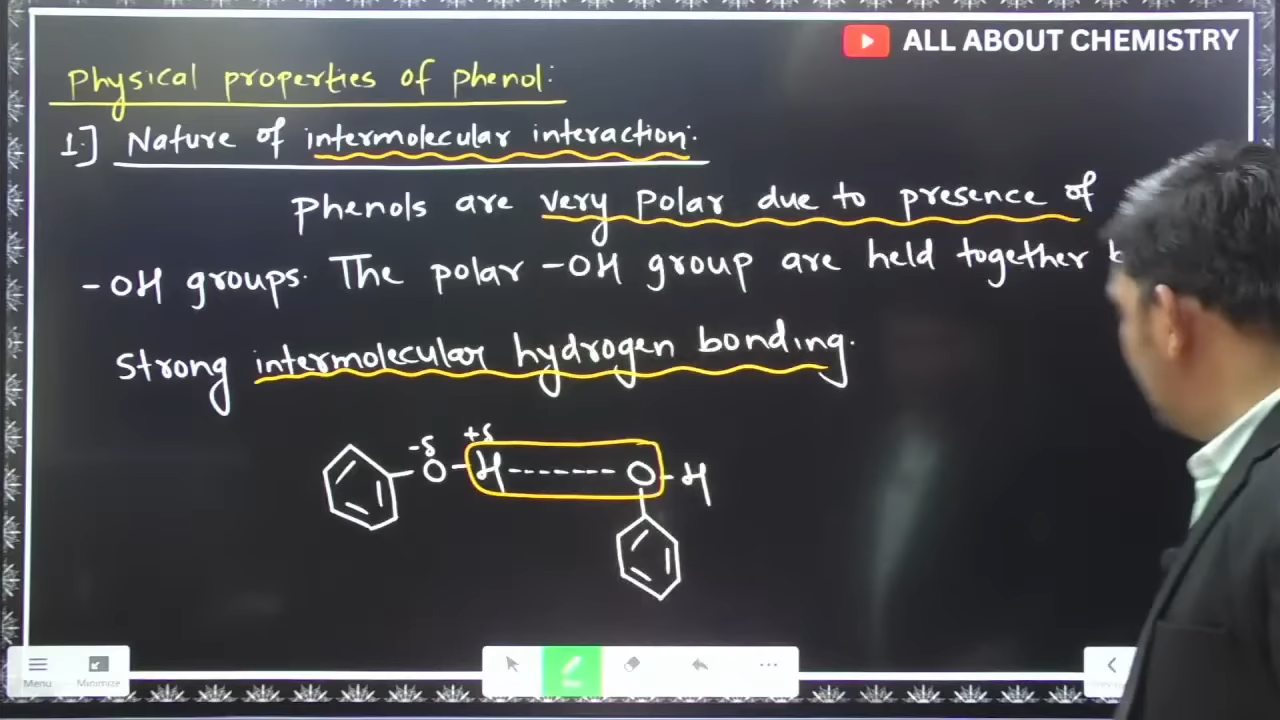 ALL ABOUT CHEMISTRY
Physical properties of phenol:
1.] Nature of intermolecular interaction:
Phenols are very Polar due to presence of
-OH groups. The polar -OH group are held together
strong intermolecular hydrogen bonding.
-δ +δ
O-H-------O-H
Menu
Minimize